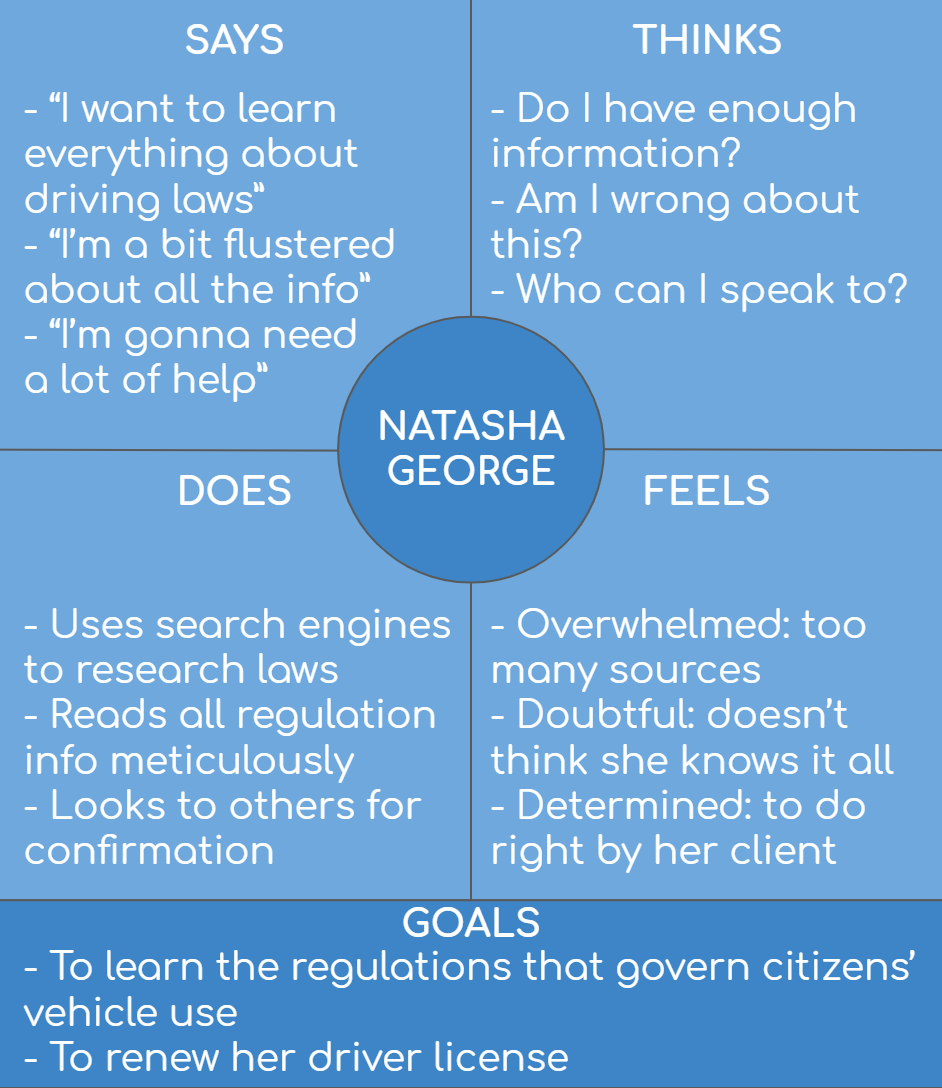 SAYS
- “I want to learn
everything about
driving laws”
- “I’m a bit flustered
about all the info”
- “I’m gonna need
a lot of help”
THINKS
- Do I have enough
information?
- Am I wrong about
this?
- Who can I speak to?
NATASHA
GEORGE
DOES
- Uses search engines
to research laws
- Reads all regulation
info meticulously
- Looks to others for
confirmation
FEELS
- Overwhelmed: too
many sources
- Doubtful: doesn’t
think she knows it all
- Determined: to do
right by her client
GOALS
- To learn the regulations that govern citizens’
vehicle use
- To renew her driver license